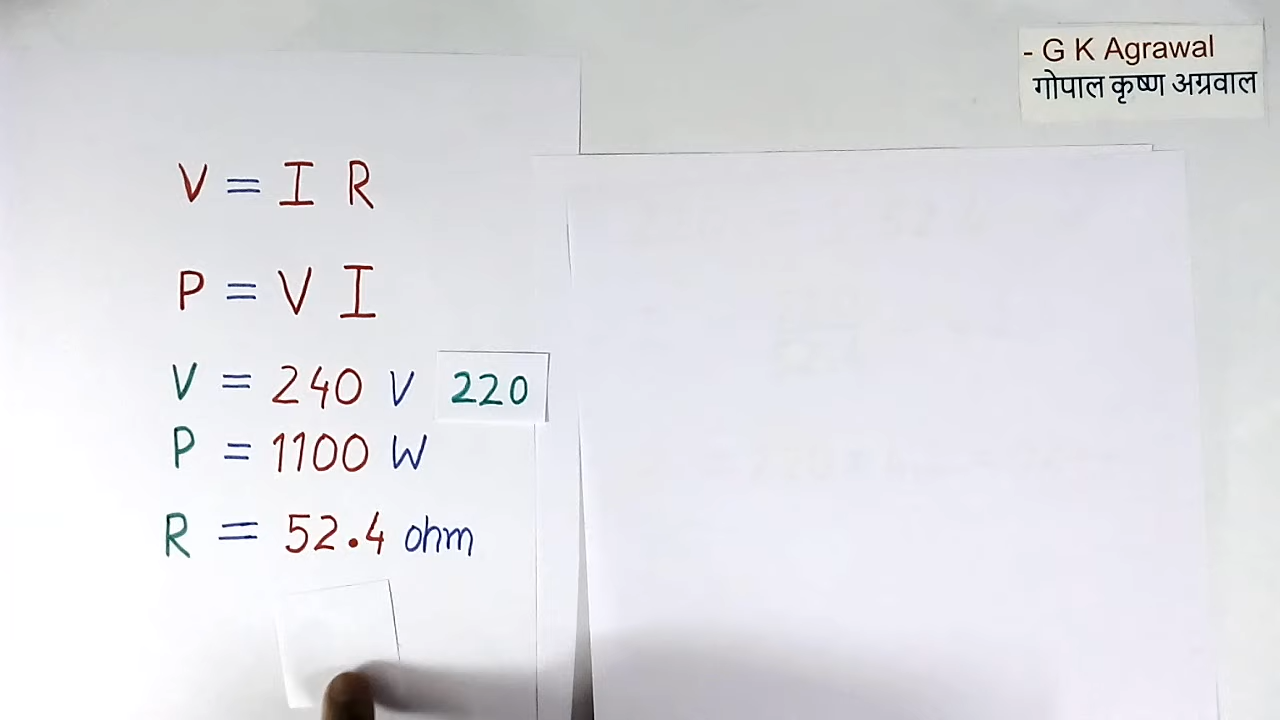 - G K Agrawal
गोपाल कृष्ण अग्रवाल
V = I R
P = V I
V = 240 V 220
P = 1100 W
R = 52.4 ohm